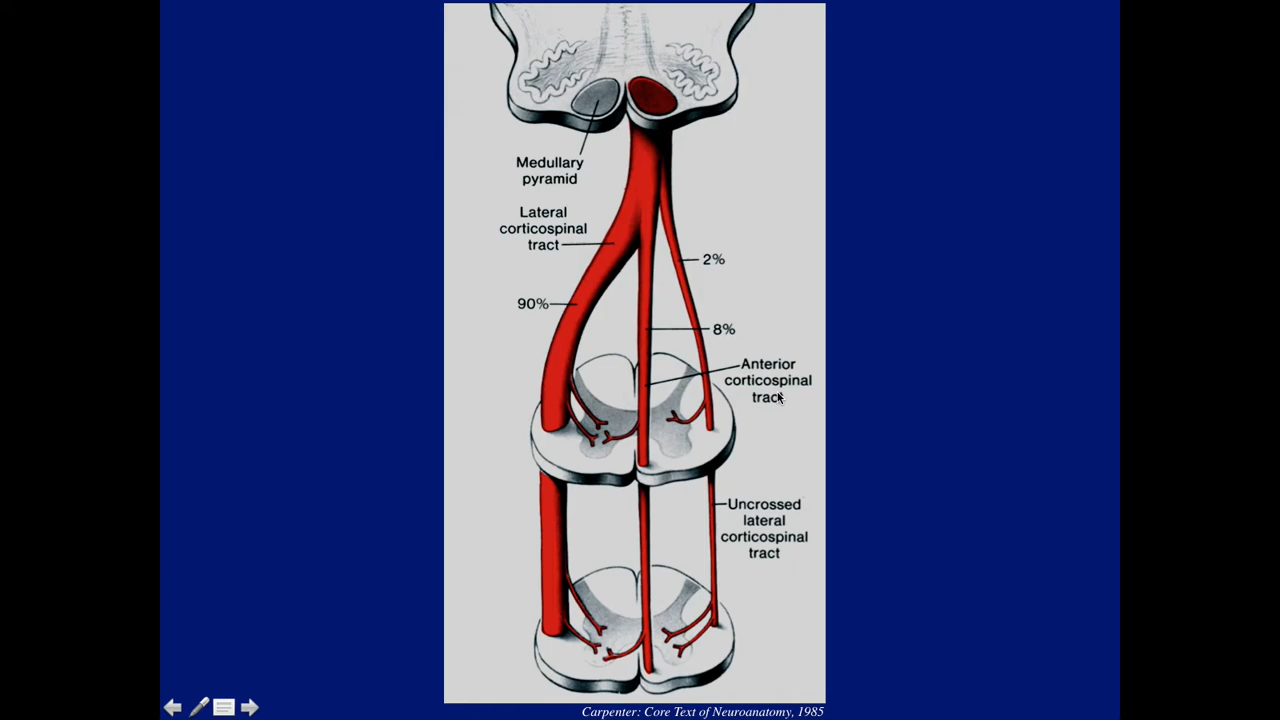 Medullary
pyramid
Lateral
corticospinal
tract
2%
90%
8%
Anterior
corticospinal
tract
Uncrossed
lateral
corticospinal
tract
Carpenter: Core Text of Neuroanatomy, 1985